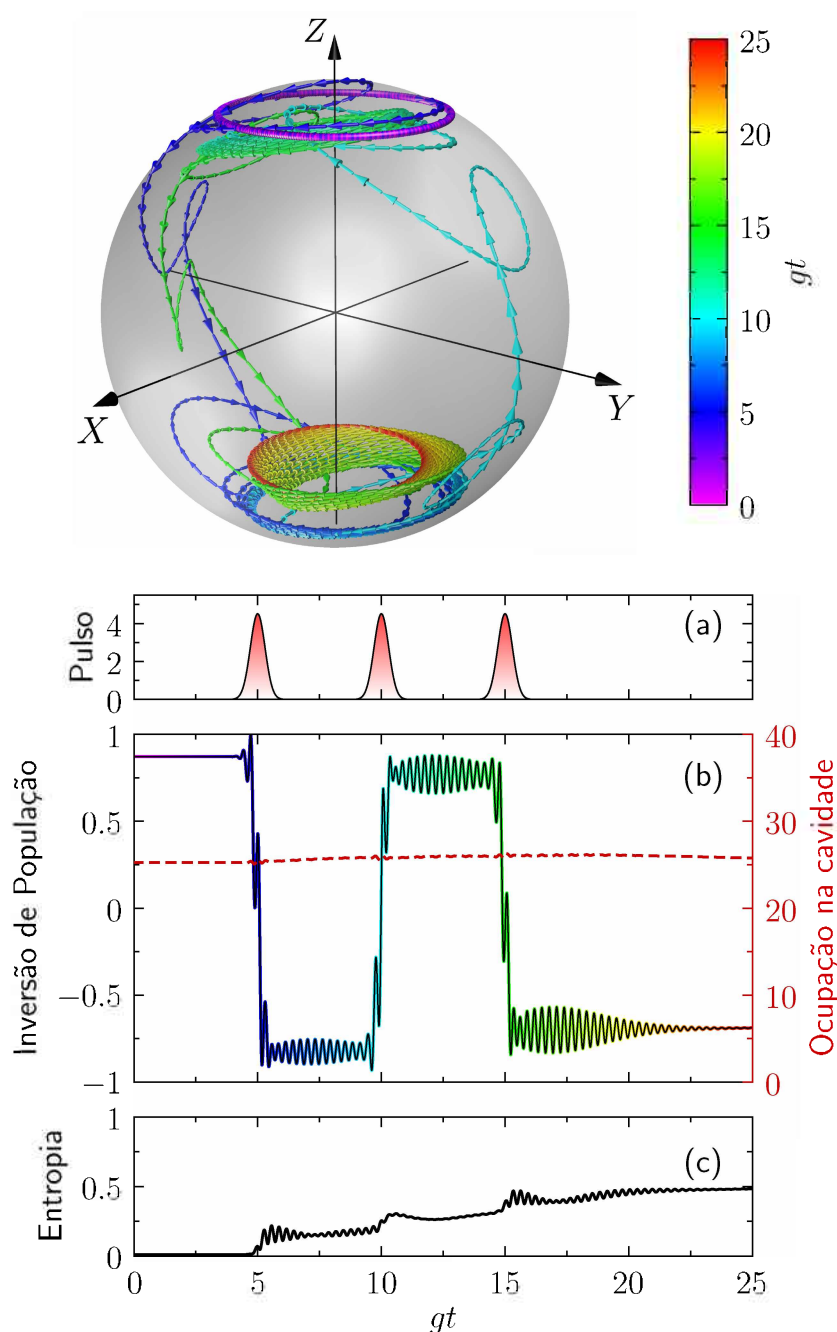 Z
X
Y
25
20
15
10
5
0
gt
Pulso
4
2
0
(a)
Inversão de População
1
0.5
0
−0.5
−1
(b)
40
30
20
10
0
Ocupação na cavidade
Entropia
1
0.5
0
(c)
0 5 10 15 20 25
gt